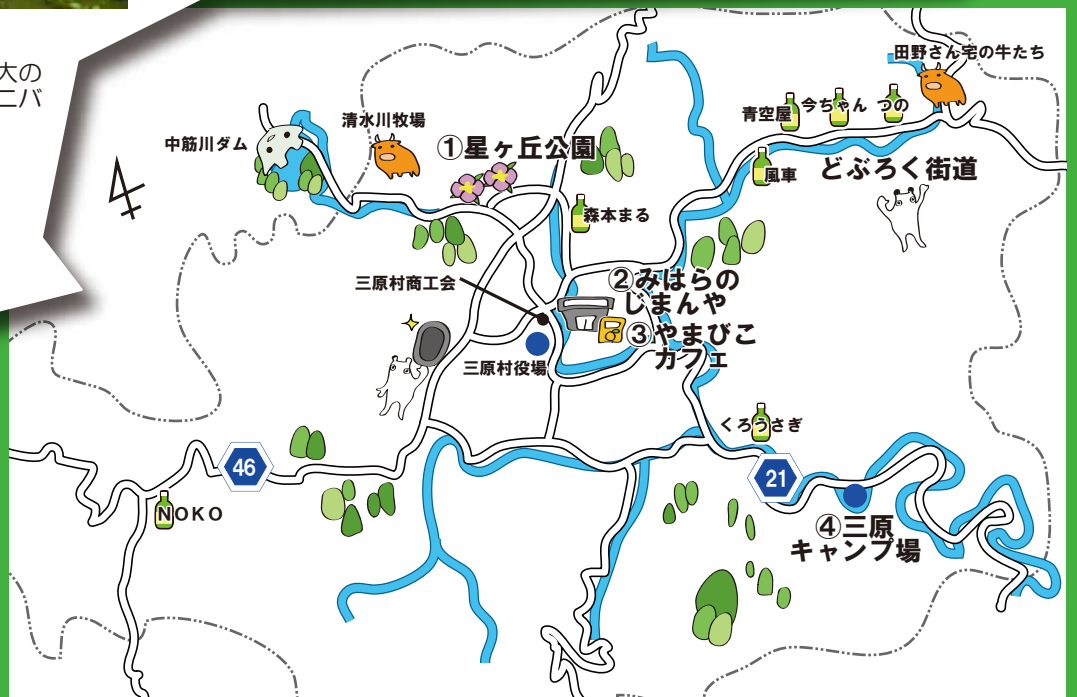 大の
ニバ
田野さん宅の牛たち
青空屋
今ちゃん
つの
清水川牧場
中筋川ダム
①星ヶ丘公園
風車
どぶろく街道
森本まる
三原村商工会
②みはらの
じまんや
③やまびこ
カフェ
三原村役場
くろうさぎ
46
21
NOKO
④三原
キャンプ場